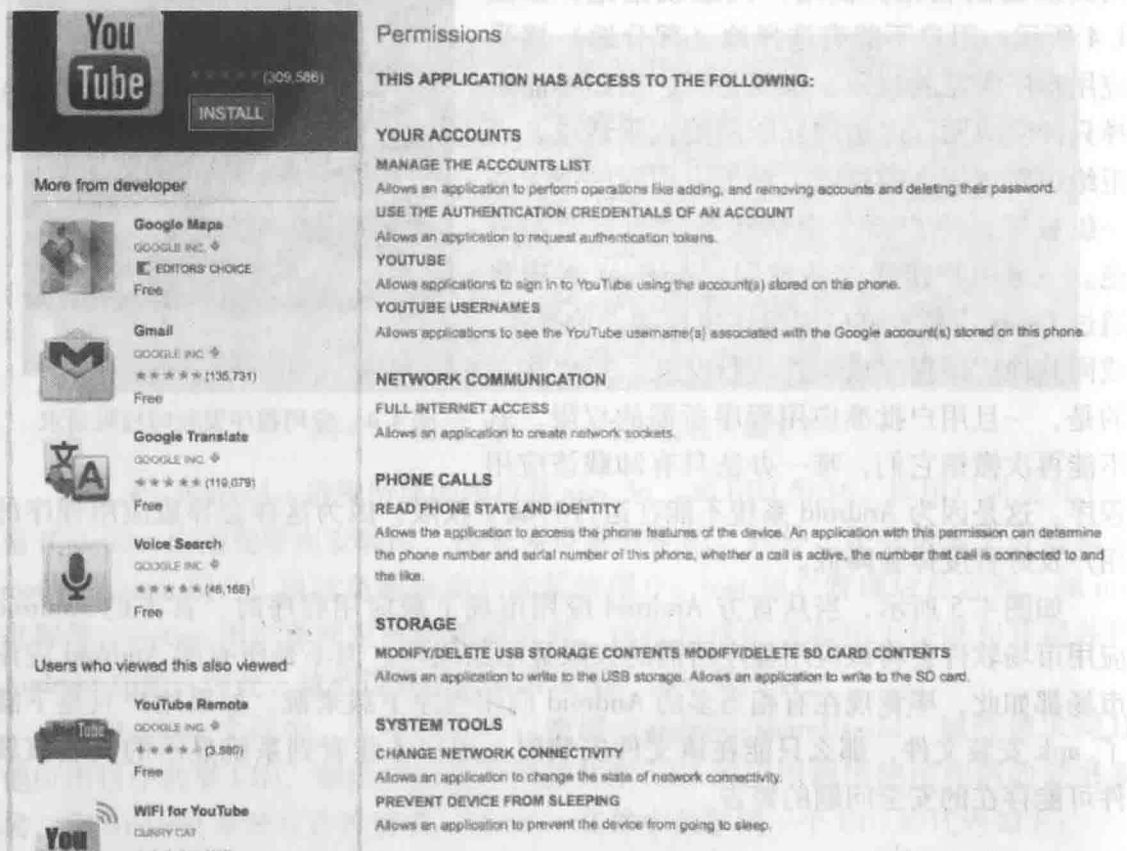 You
Tube
(309,586)
INSTALL
More from developer
Google Maps
GOOGLE INC.
EDITORS' CHOICE
Free
Gmail
GOOGLE INC.
(135,731)
Free
Google Translate
GOOGLE INC.
(119,079)
Free
Voice Search
GOOGLE INC.
(46,166)
Free
Users who viewed this also viewed
YouTube Remote
GOOGLE INC.
(3,580)
Free
WiFi for YouTube
CUNRY CAT
You
Permissions
THIS APPLICATION HAS ACCESS TO THE FOLLOWING:
YOUR ACCOUNTS
MANAGE THE ACCOUNTS LIST
Allows an application to perform operations like adding, and removing accounts and deleting their password.
USE THE AUTHENTICATION CREDENTIALS OF AN ACCOUNT
Allows an application to request authentication tokens.
YOUTUBE
Allows applications to sign in to YouTube using the account(s) stored on this phone.
YOUTUBE USERNAMES
Allows applications to see the YouTube username(s) associated with the Google account(s) stored on this phone.
NETWORK COMMUNICATION
FULL INTERNET ACCESS
Allows an application to create network sockets.
PHONE CALLS
READ PHONE STATE AND IDENTITY
Allows the application to access the phone features of the device. An application with this permission can determine
the phone number and serial number of this phone, whether a call is active, the number that call is connected to and
the like.
STORAGE
MODIFY/DELETE USB STORAGE CONTENTS MODIFY/DELETE SD CARD CONTENTS
Allows an application to write to the USB storage. Allows an application to write to the SD card.
SYSTEM TOOLS
CHANGE NETWORK CONNECTIVITY
Allows an application to change the state of network connectivity.
PREVENT DEVICE FROM SLEEPING
Allows an application to prevent the device from going to sleep.